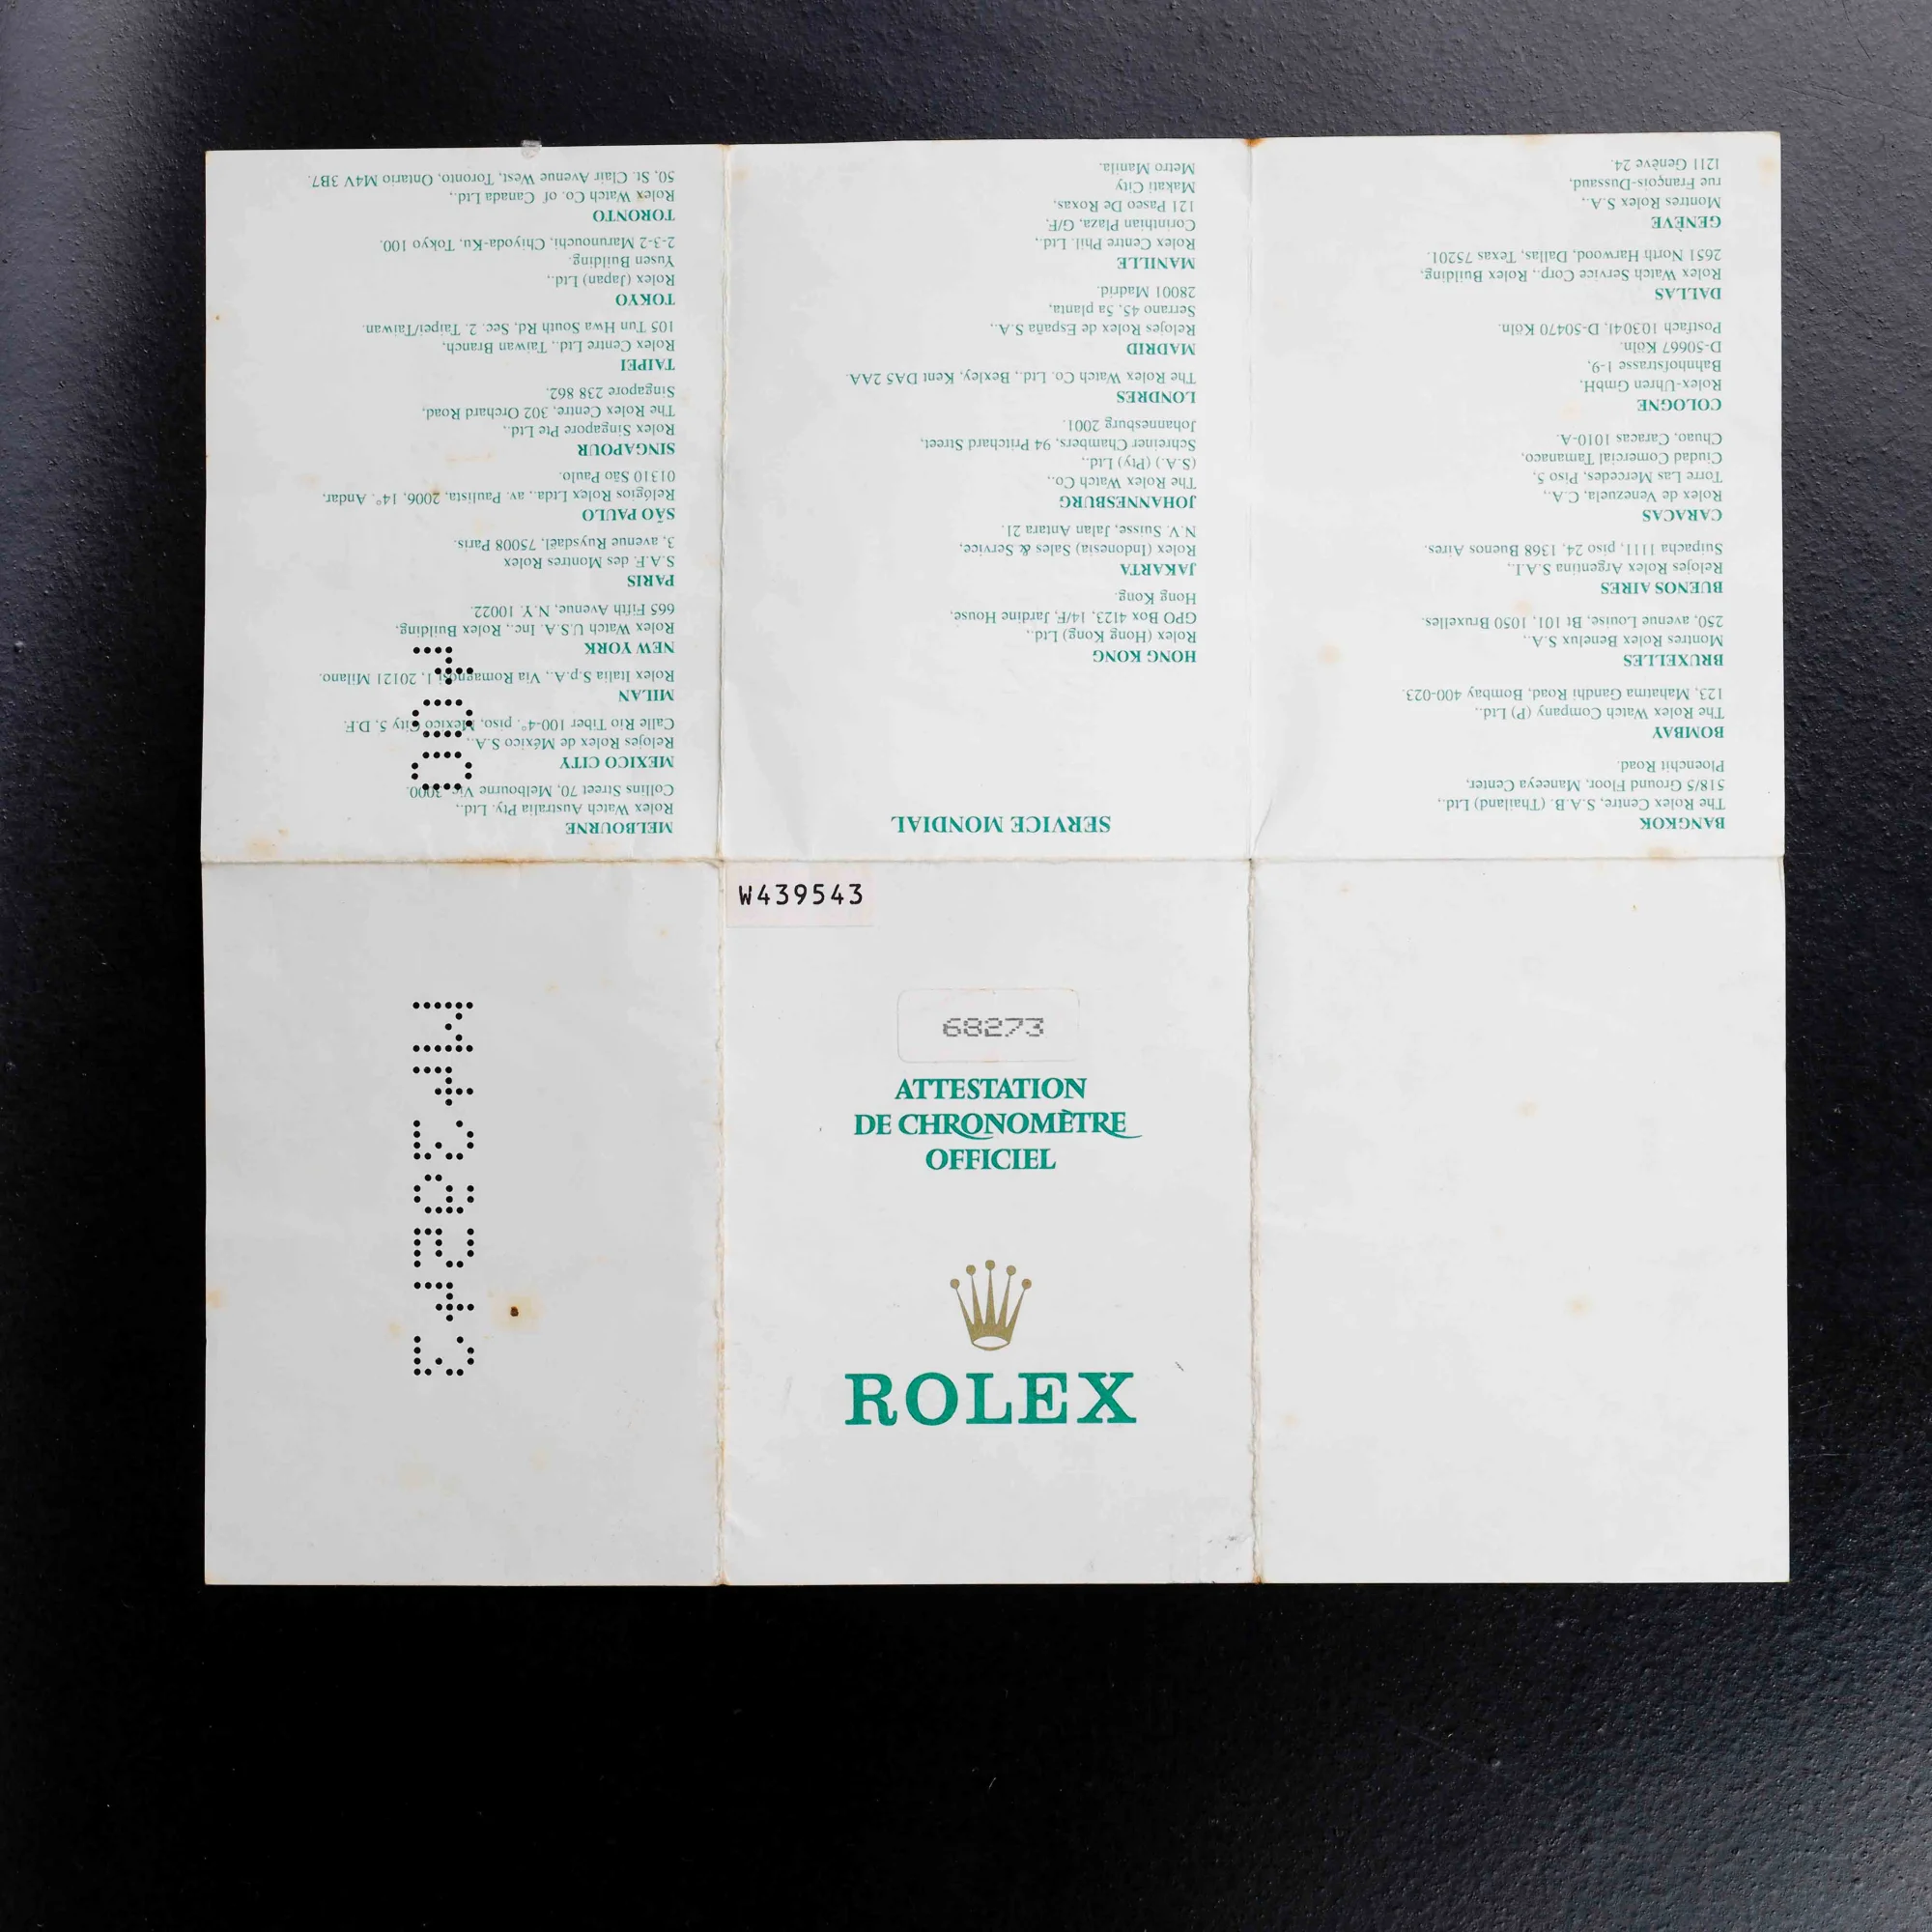 SERVICE MONDIAL
BANGKOK
The Rolex Centre, S.A.B. (Thailand) Ltd.,
518/5 Ground Floor, Maneeya Center,
Ploenchit Road.
BOMBAY
The Rolex Watch Company (P) Ltd.,
123, Mahatma Gandhi Road, Bombay 400-023.
BRUXELLES
Montres Rolex Benelux S.A.,
250, avenue Louise, Bt 101, 1050 Bruxelles.
BUENOS AIRES
Relojes Rolex Argentina S.A.I.,
Suipacha 1111, piso 24, 1368 Buenos Aires.
CARACAS
Rolex de Venezuela, C.A.,
Torre Las Mercedes, Piso 5,
Ciudad Comercial Tamanaco,
Chuao, Caracas 1010-A.
COLOGNE
Rolex-Uhren GmbH,
Bahnhofstrasse 1-9,
D-50667 Köln.
Postfach 103041, D-50470 Köln.
DALLAS
Rolex Watch Service Corp., Rolex Building,
2651 North Harwood, Dallas, Texas 75201.
GENÈVE
Montres Rolex S.A.,
rue François-Dussaud,
1211 Genève 24.
HONG KONG
Rolex (Hong Kong) Ltd.,
GPO Box 4123, 14/F, Jardine House,
Hong Kong.
JAKARTA
Rolex (Indonesia) Sales & Service,
N.V. Suisse, Jalan Antara 21.
JOHANNESBURG
The Rolex Watch Co.,
(S.A.) (Pty) Ltd.,
Schreiner Chambers, 94 Pritchard Street,
Johannesburg 2001.
LONDRES
The Rolex Watch Co. Ltd., Bexley, Kent DA5 2AA.
MADRID
Relojes Rolex de España S.A.,
Serrano 45, 5a planta,
28001 Madrid.
MANILLE
Rolex Centre Phil. Ltd.,
Corinthian Plaza, G/F,
121 Paseo De Roxas,
Makati City
Metro Manila.
MELBOURNE
Rolex Watch Australia Pty. Ltd.,
Collins Street 70, Melbourne Vic. 3000.
MEXICO CITY
Relojes Rolex de México S.A.,
Calle Rio Tiber 100-4°. piso, Mexico City 5, D.F.
MILAN
Rolex Italia S.p.A., Via Romagnosi 1, 20121 Milano.
NEW YORK
Rolex Watch U.S.A. Inc., Rolex Building,
665 Fifth Avenue, N.Y. 10022.
PARIS
S.A.F. des Montres Rolex
3, avenue Ruysdaël, 75008 Paris.
SÃO PAULO
Relógios Rolex Ltda., av. Paulista, 2006, 14°. Andar,
01310 São Paulo.
SINGAPOUR
Rolex Singapore Pte Ltd.,
The Rolex Centre, 302 Orchard Road,
Singapore 238 862.
TAIPEI
Rolex Centre Ltd., Taiwan Branch,
105 Tun Hwa South Rd, Sec. 2. Taipei/Taiwan.
TOKYO
Rolex (Japan) Ltd.,
Yusen Building.
2-3-2 Marunouchi, Chiyoda-Ku, Tokyo 100.
TORONTO
Rolex Watch Co. of Canada Ltd.,
50, St. Clair Avenue West, Toronto, Ontario M4V 3B7.
400
W439543
W439543
68273
ATTESTATION
DE CHRONOMÈTRE
OFFICIEL
ROLEX